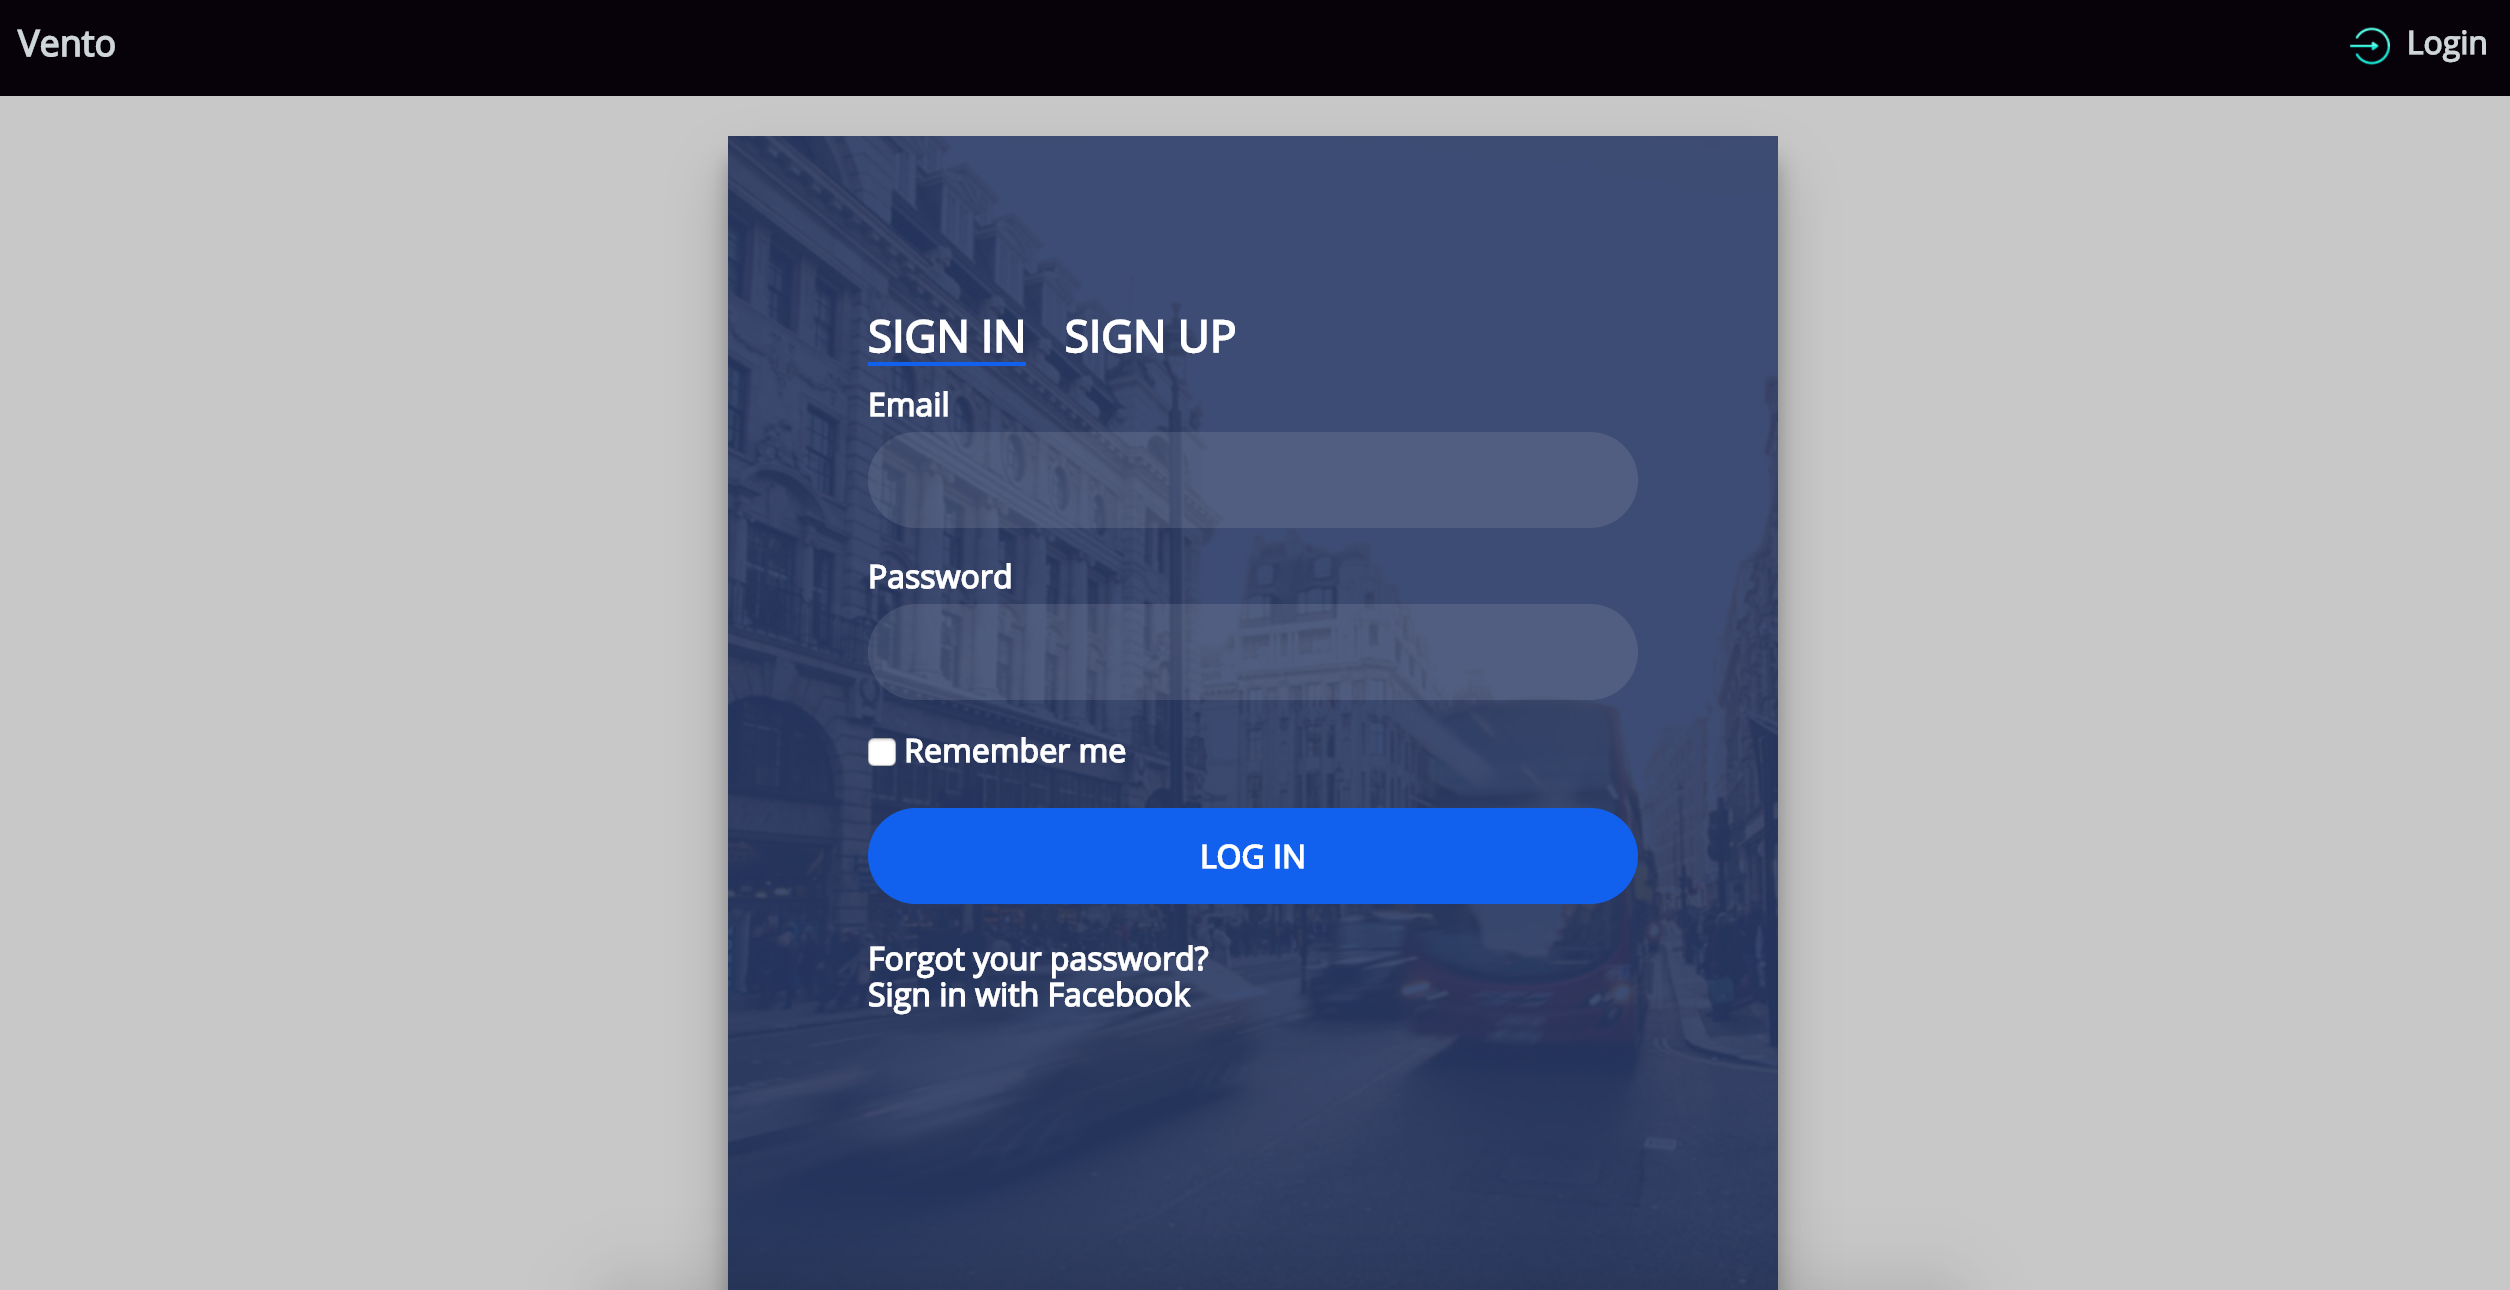 Vento
Login
SIGN IN SIGN UP
Email
Password
Remember me
LOG IN
Forgot your password?
Sign in with Facebook